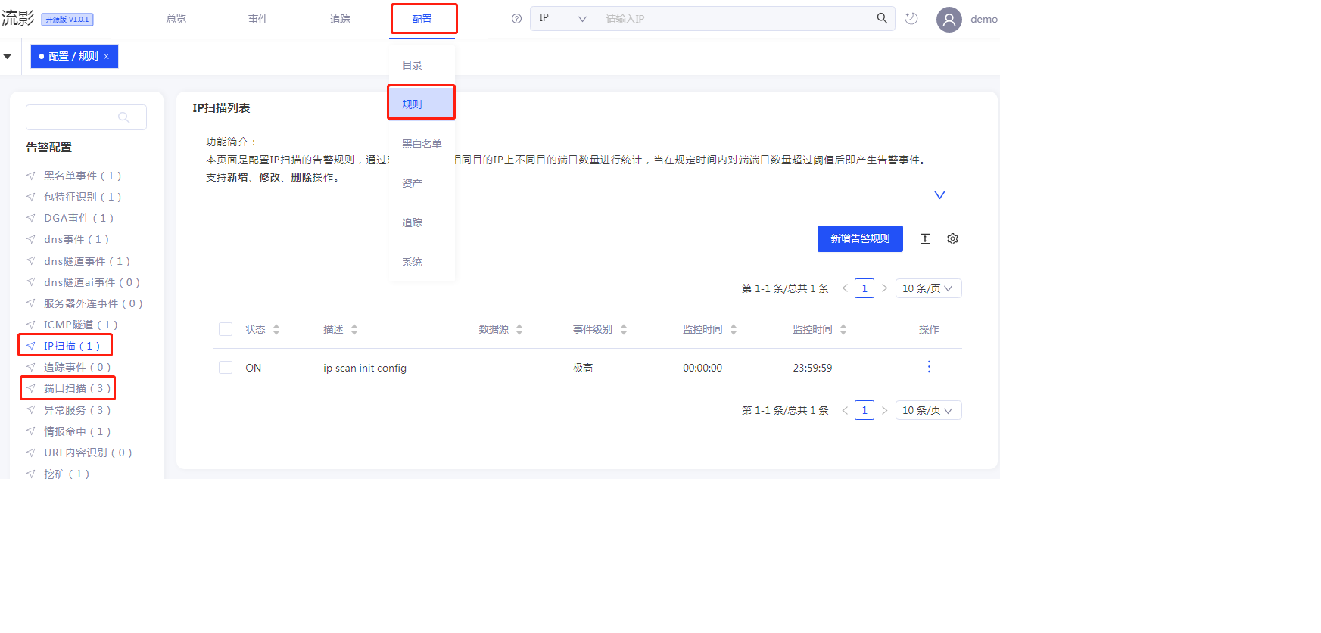 流影 开源版 V1.0.1 总览 事件 追踪 配置 IP 请输入IP demo
配置 / 规则 x
目录
规则
黑白名单
资产
追踪
系统
告警配置
黑名单事件 ( 1 )
包特征识别 ( 1 )
DGA事件 ( 1 )
dns事件 ( 1 )
dns隧道事件 ( 1 )
dns隧道ai事件 ( 0 )
服务器外连事件 ( 0 )
ICMP隧道 ( 1 )
IP扫描 ( 1 )
追踪事件 ( 0 )
端口扫描 ( 3 )
异常服务 ( 3 )
情报命中 ( 1 )
URL内容识别 ( 0 )
挖矿 ( 1 )
IP扫描列表
功能简介：
本页面是配置IP扫描的告警规则，通过 相同目的IP上不同目的端口数量进行统计，当在规定时间内对端端口数量超过阈值后即产生告警事件。
支持新增、修改、删除操作。
新增告警规则
第 1-1 条/总共 1 条 1 10 条/页
状态 描述 数据源 事件级别 监控时间 监控时间 操作
ON ip scan init config 极高 00:00:00 23:59:59
第 1-1 条/总共 1 条 1 10 条/页